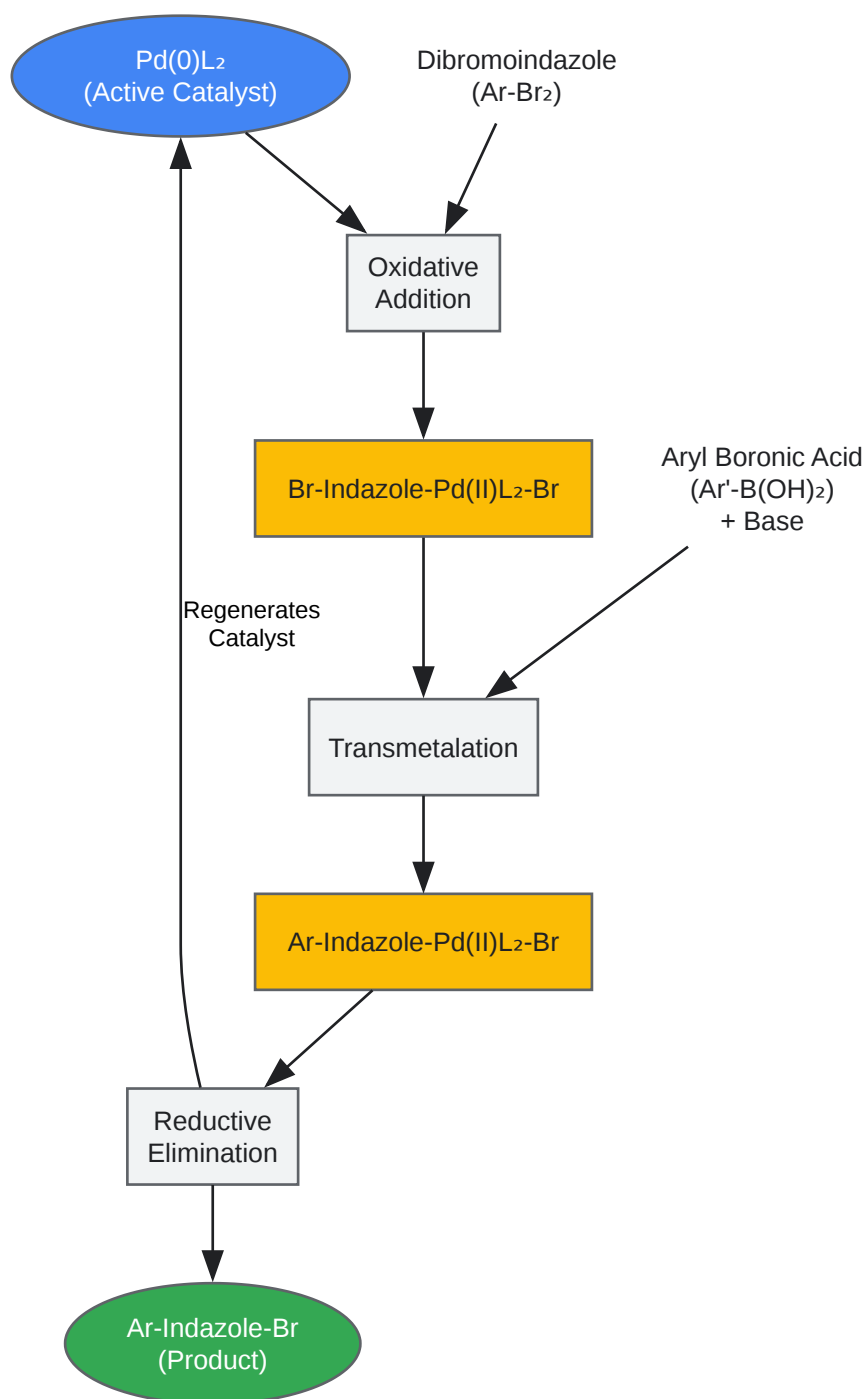 Pd(0)L₂
(Active Catalyst)
Dibromoindazole
(Ar-Br₂)
Oxidative
Addition
Br-Indazole-Pd(II)L₂-Br
Aryl Boronic Acid
(Ar'-B(OH)₂)
+ Base
Regenerates
Catalyst
Transmetalation
Ar-Indazole-Pd(II)L₂-Br
Reductive
Elimination
Ar-Indazole-Br
(Product)